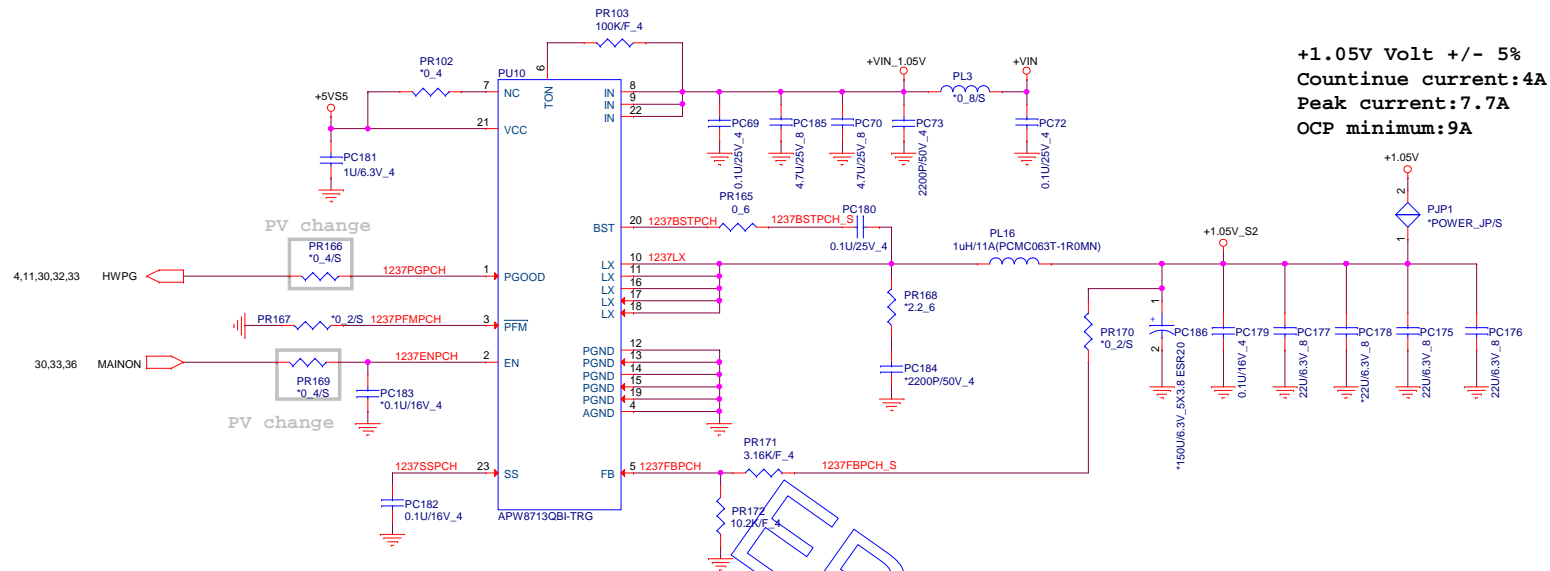 PR103
100K/F_4
+1.05V Volt +/- 5%
Countinue current:4A
Peak current:7.7A
OCP minimum:9A
PR102
*0_4
+5VS5
PU10
6
TON
7
NC
21
VCC
PC181
1U/6.3V_4
8
IN
9
IN
22
IN
+VIN_1.05V
PL3
*0_8/S
+VIN
PC69
0.1U/25V_4
PC185
4.7U/25V_8
PC70
4.7U/25V_8
PC73
2200P/50V_4
PC72
0.1U/25V_4
+1.05V
2
PJP1
*POWER_JP/S
1
PR165
0_6
BST
20
1237BSTPCH
1237BSTPCH_S
PC180
0.1U/25V_4
PV change
PR166
*0_4/S
4,11,30,32,33
HWPG
1237PGPCH
1
PGOOD
LX
10
1237LX
LX
11
LX
16
LX
17
LX
18
PL16
1uH/11A(PCMC063T-1R0MN)
+1.05V_S2
PR168
*2.2_6
PC184
*2200P/50V_4
PR167
*0_2/S
1237PFMPCH
3
PFM
30,33,36
MAINON
1237ENPCH
2
EN
PR169
*0_4/S
PV change
PC183
*0.1U/16V_4
PGND
12
PGND
13
PGND
14
PGND
15
PGND
19
AGND
4
PR170
*0_2/S
1
+
2
PC186
*150U/6.3V_5X3.8 ESR20
PC179
0.1U/16V_4
PC177
22U/6.3V_8
PC178
*22U/6.3V_8
PC175
22U/6.3V_8
PC176
22U/6.3V_8
1237SSPCH
23
SS
PC182
0.1U/16V_4
FB
5
1237FBPCH
PR171
3.16K/F_4
1237FBPCH_S
PR172
10.2K/F_4
APW8713QBI-TRG